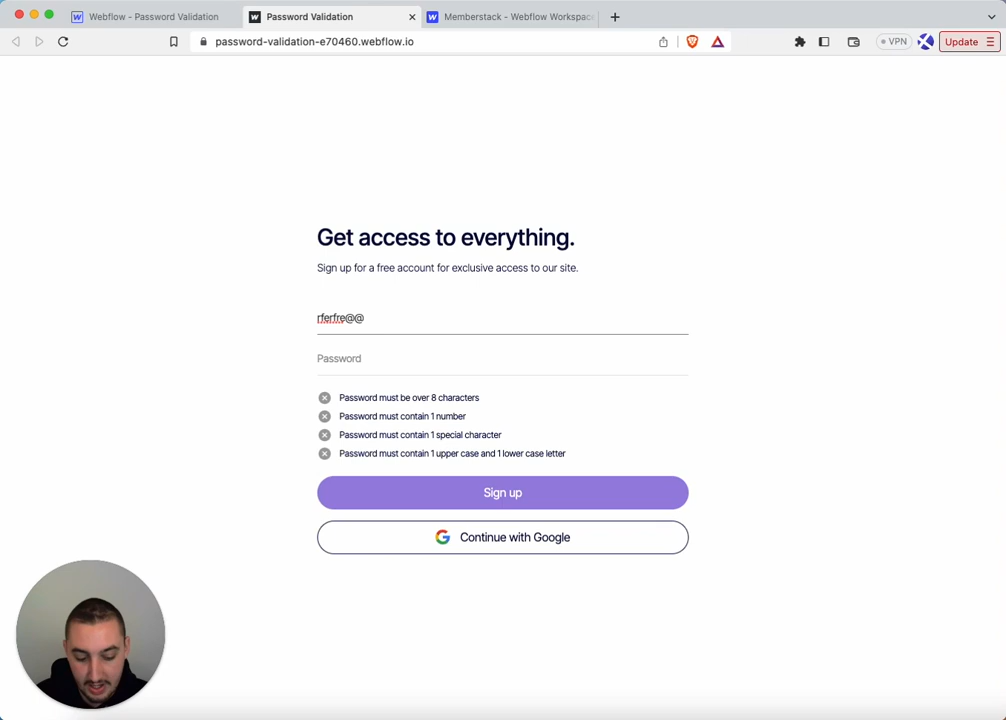 Webflow - Password Validation
Password Validation
Memberstack - Webflow Workspac
password-validation-e70460.webflow.io
VPN
Update
Get access to everything.
Sign up for a free account for exclusive access to our site.
rferfre@@
Password
Password must be over 8 characters
Password must contain 1 number
Password must contain 1 special character
Password must contain 1 upper case and 1 lower case letter
Sign up
Continue with Google